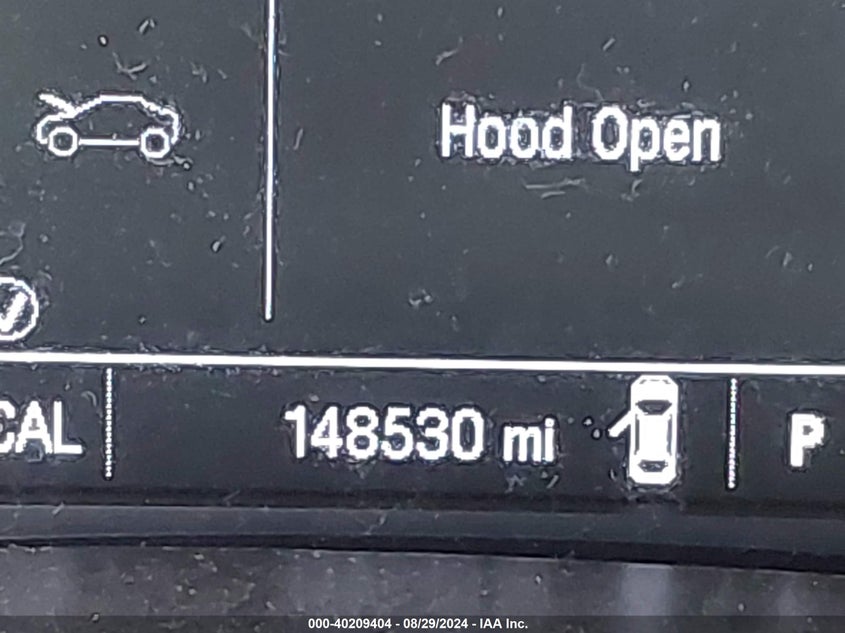 Hood Open
CAL
148530 mi
P
000-40209404 - 08/29/2024 - IAA Inc.